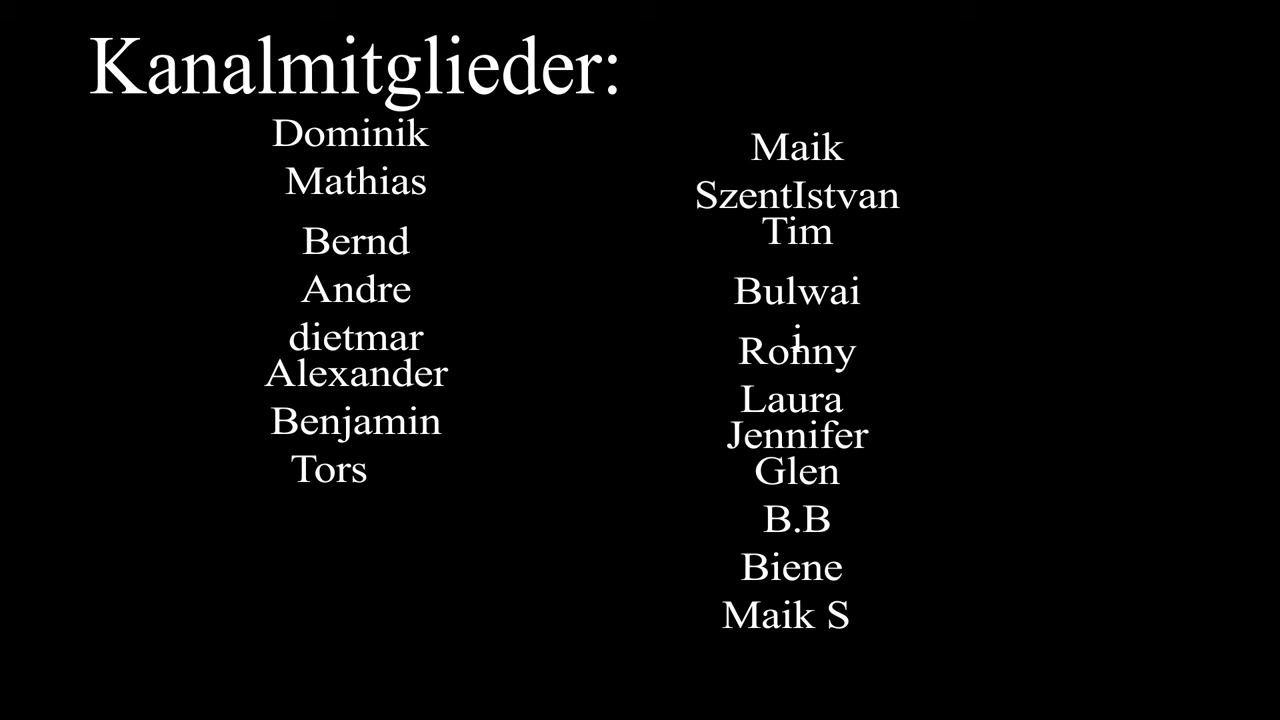 Kanalmitglieder:
Dominik
Mathias
Bernd
Andre
dietmar
Alexander
Benjamin
Tors
Maik
SzentIstvan
Tim
Bulwai
i
Ronny
Laura
Jennifer
Glen
B.B
Biene
Maik S